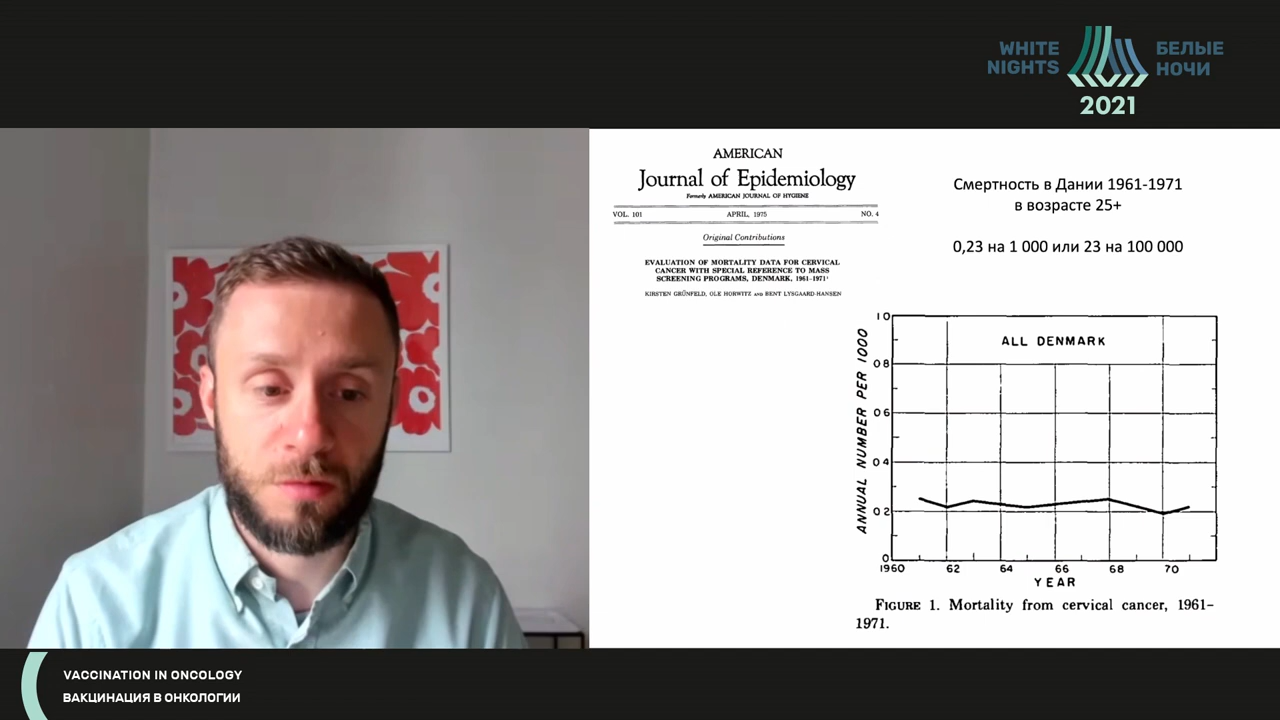 WHITE NIGHTS
БЕЛЫЕ НОЧИ
2021
AMERICAN
Journal of Epidemiology
Formerly AMERICAN JOURNAL OF HYGIENE
VOL. 101 APRIL, 1975 NO. 4
Original Contributions
EVALUATION OF MORTALITY DATA FOR CERVICAL
CANCER WITH SPECIAL REFERENCE TO MASS
SCREENING PROGRAMS, DENMARK, 1961-1971¹
KIRSTEN GRÜNFELD, OLE HORWITZ AND BENT LYSGAARD-HANSEN
Смертность в Дании 1961-1971
в возрасте 25+
0,23 на 1 000 или 23 на 100 000
ALL DENMARK
ANNUAL NUMBER PER 1000
1 0
0 8
0 6
0 4
0 2
0
1960 62 64 66 68 70
YEAR
FIGURE 1. Mortality from cervical cancer, 1961–
1971.
VACCINATION IN ONCOLOGY
ВАКЦИНАЦИЯ В ОНКОЛОГИИ